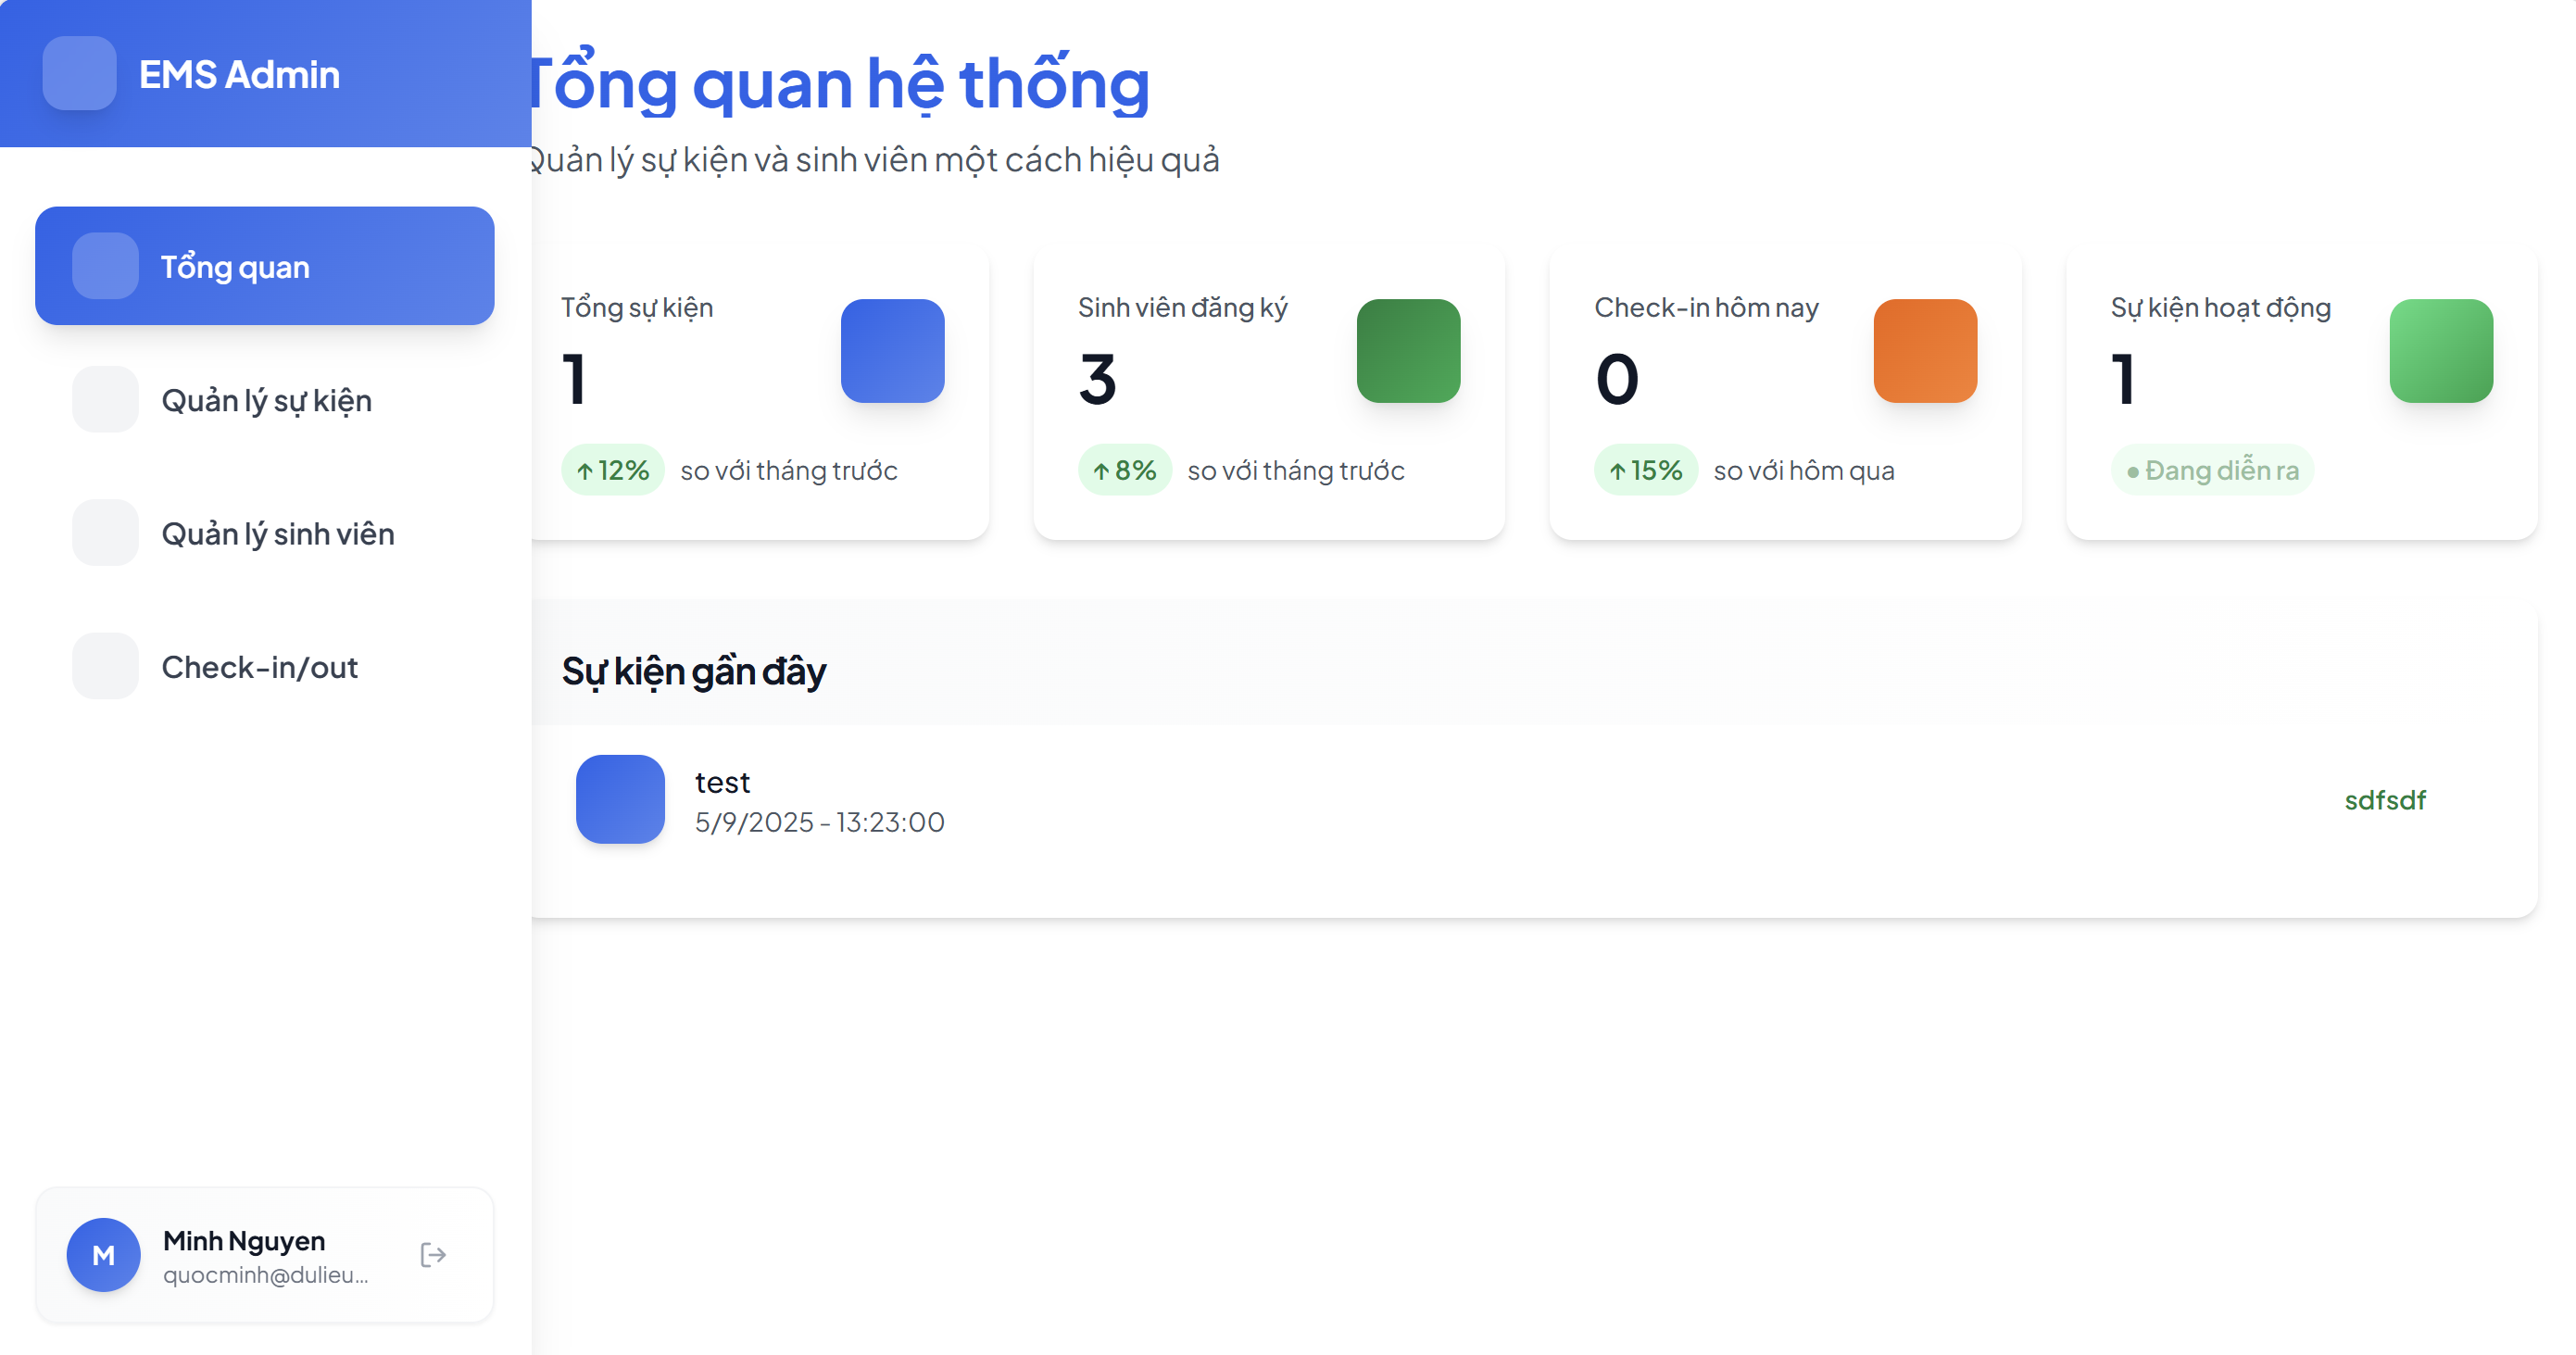 EMS Admin
Tổng quan
Quản lý sự kiện
Quản lý sinh viên
Check-in/out
Minh Nguyen
quocminh@dulieu...
M
Tổng quan hệ thống
Quản lý sự kiện và sinh viên một cách hiệu quả
Tổng sự kiện
1
↑ 12% so với tháng trước
Sinh viên đăng ký
3
↑ 8% so với tháng trước
Check-in hôm nay
0
↑ 15% so với hôm qua
Sự kiện hoạt động
1
● Đang diễn ra
Sự kiện gần đây
test
5/9/2025 - 13:23:00
sdfsdf